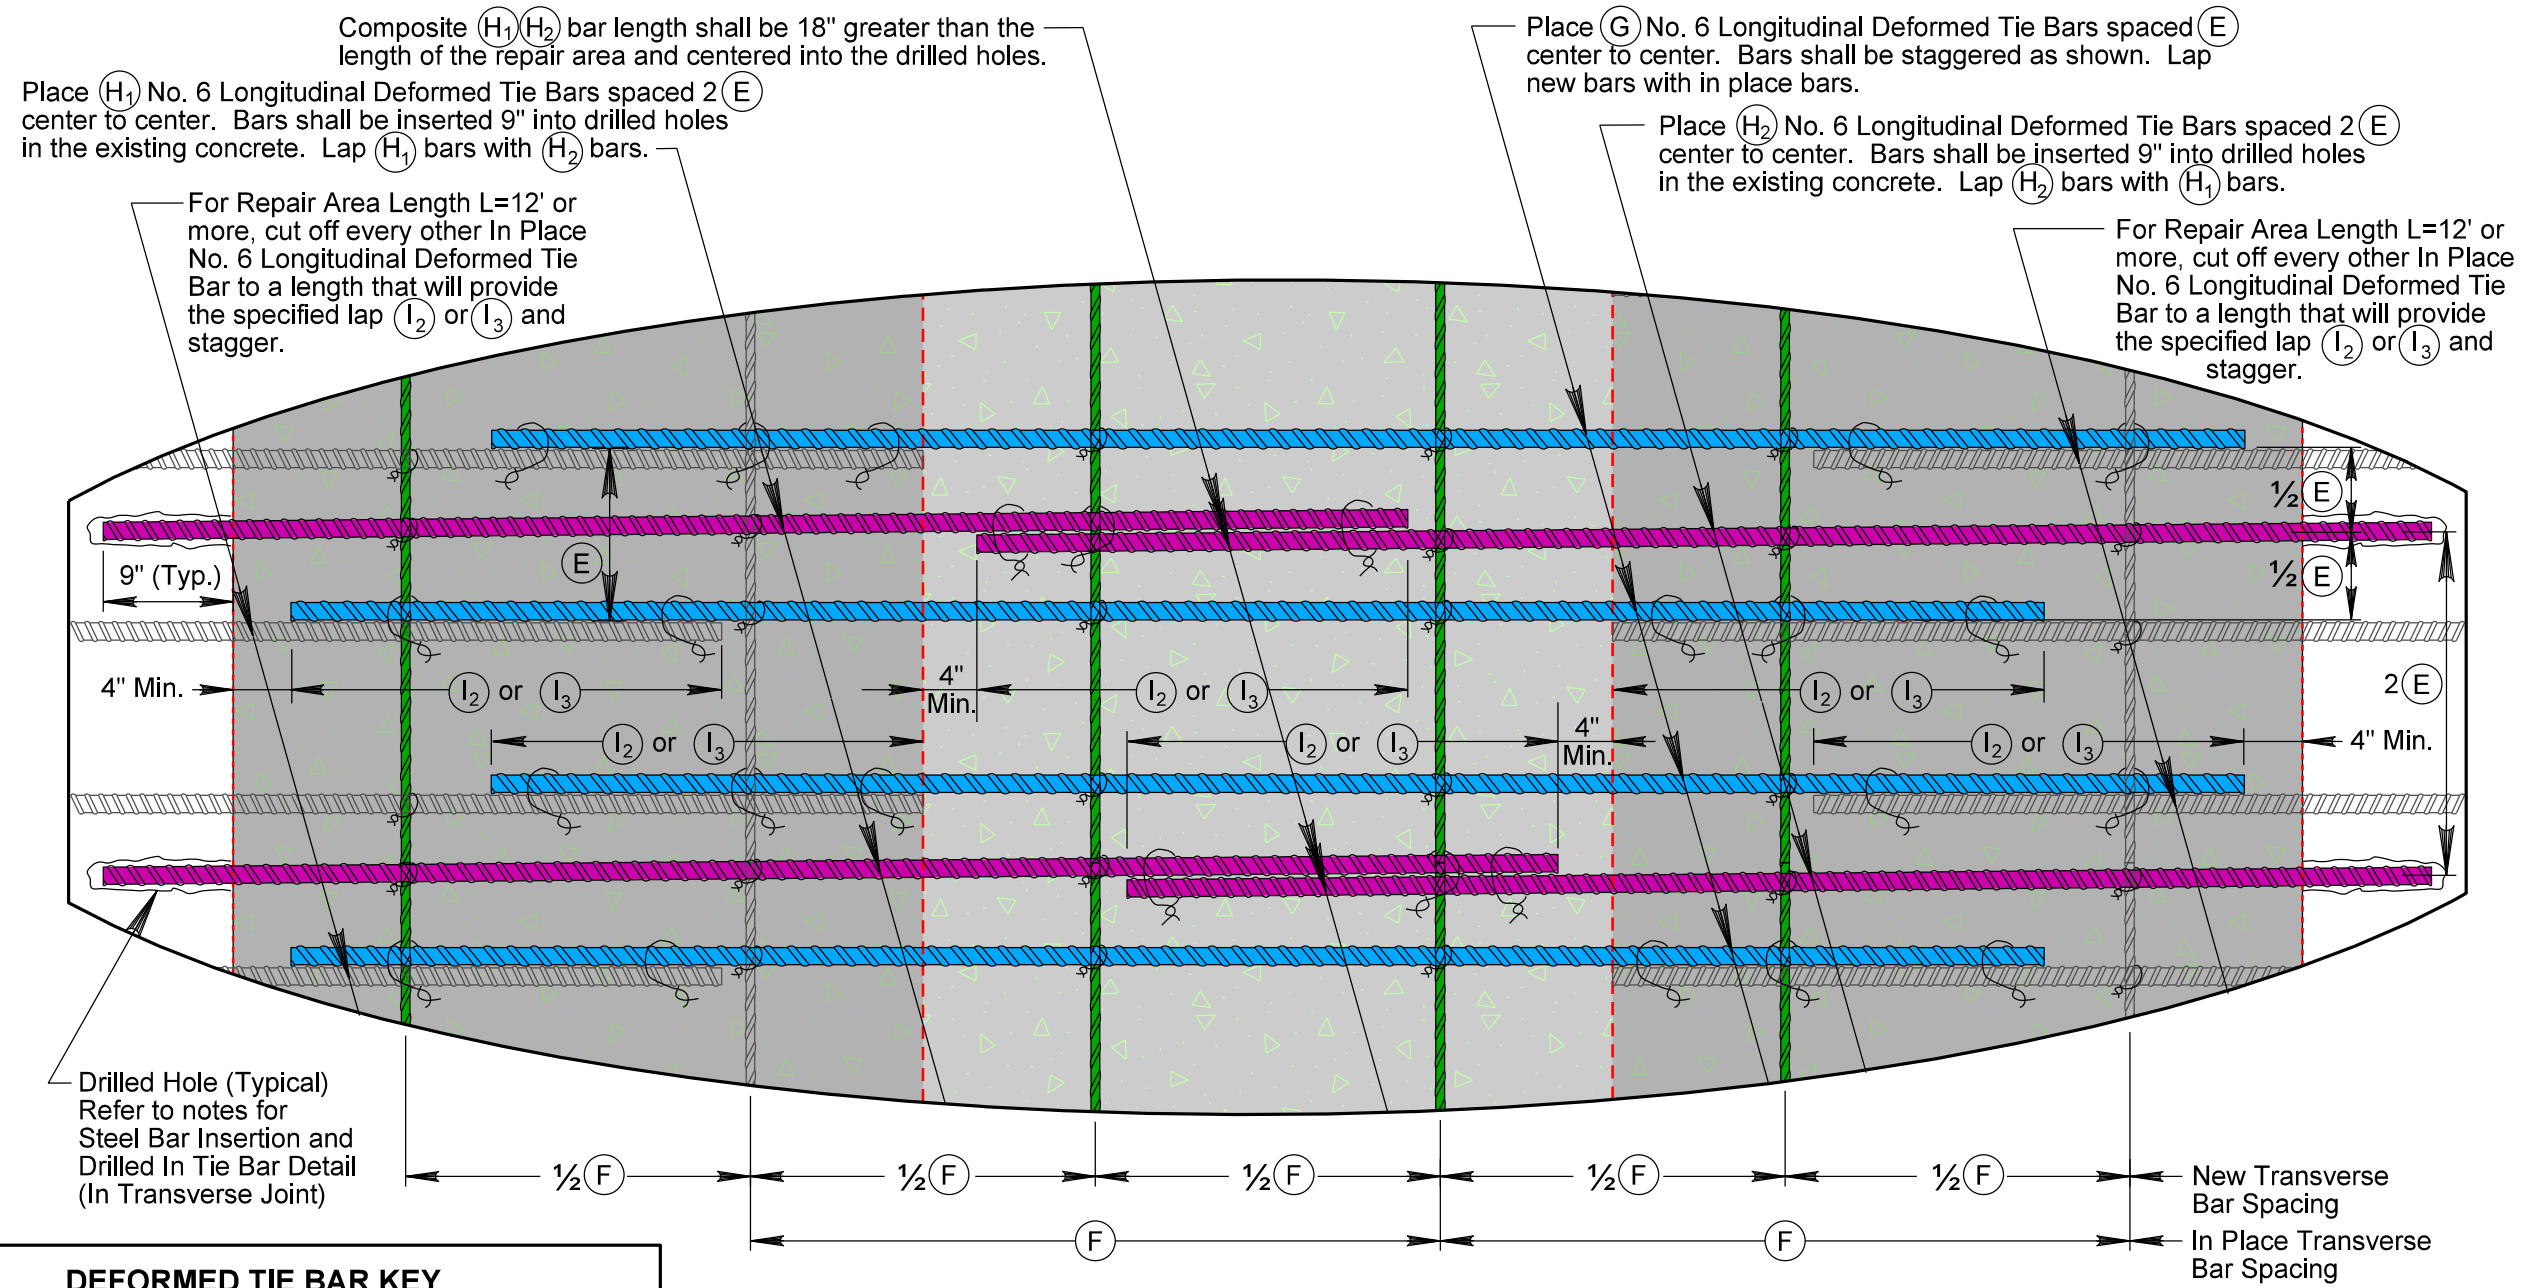 Composite H1 H2 bar length shall be 18" greater than the
length of the repair area and centered into the drilled holes.
Place H1 No. 6 Longitudinal Deformed Tie Bars spaced 2 E
center to center. Bars shall be inserted 9" into drilled holes
in the existing concrete. Lap H1 bars with H2 bars.
For Repair Area Length L=12' or
more, cut off every other In Place
No. 6 Longitudinal Deformed Tie
Bar to a length that will provide
the specified lap I2 or I3 and
stagger.
Place G No. 6 Longitudinal Deformed Tie Bars spaced E
center to center. Bars shall be staggered as shown. Lap
new bars with in place bars.
Place H2 No. 6 Longitudinal Deformed Tie Bars spaced 2 E
center to center. Bars shall be inserted 9" into drilled holes
in the existing concrete. Lap H2 bars with H1 bars.
For Repair Area Length L=12' or
more, cut off every other In Place
No. 6 Longitudinal Deformed Tie
Bar to a length that will provide
the specified lap I2 or I3 and
stagger.
½ E
9" (Typ.)
E
½ E
4" Min.
I2 or I3
4"
Min.
I2 or I3
I2 or I3
2 E
I2 or I3
I2 or I3
4"
Min.
I2 or I3
4" Min.
Drilled Hole (Typical)
Refer to notes for
Steel Bar Insertion and
Drilled In Tie Bar Detail
(In Transverse Joint)
½ F
½ F
½ F
½ F
½ F
New Transverse
Bar Spacing
F
F
In Place Transverse
Bar Spacing
DEFORMED TIE BAR KEY